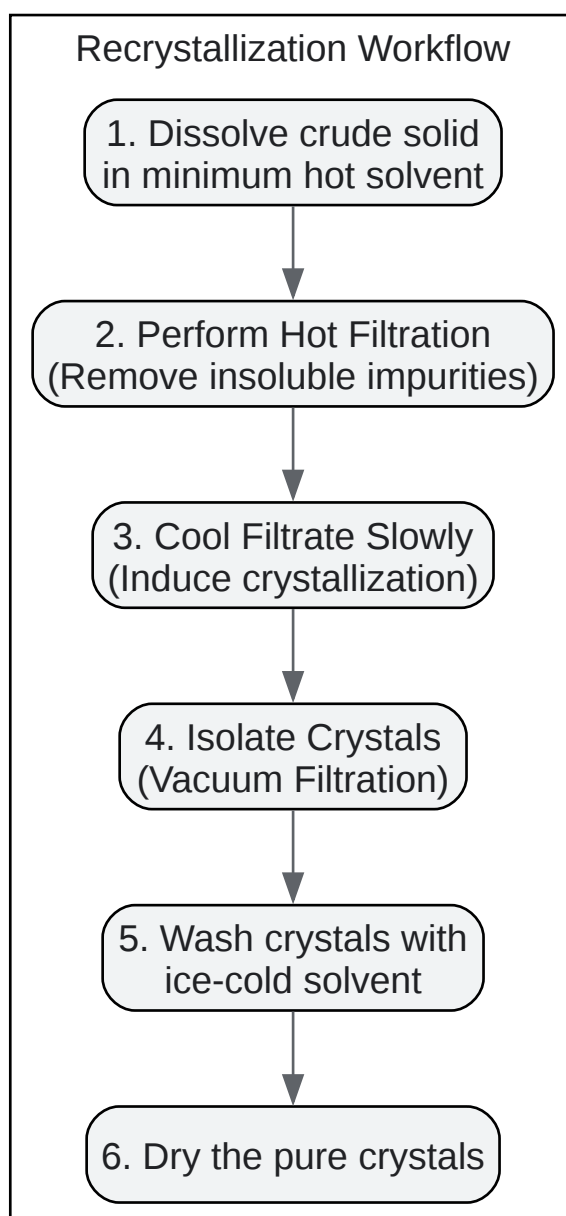 Recrystallization Workflow
1. Dissolve crude solid
in minimum hot solvent
2. Perform Hot Filtration
(Remove insoluble impurities)
3. Cool Filtrate Slowly
(Induce crystallization)
4. Isolate Crystals
(Vacuum Filtration)
5. Wash crystals with
ice-cold solvent
6. Dry the pure crystals